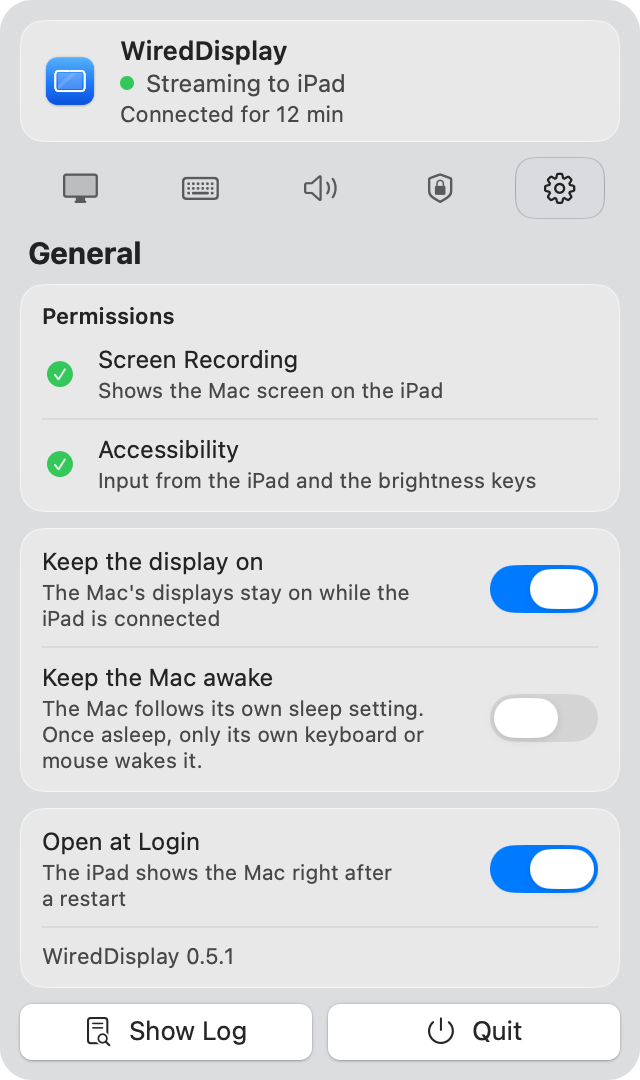 WiredDisplay
Streaming to iPad
Connected for 12 min
General
Permissions
Screen Recording
Shows the Mac screen on the iPad
Accessibility
Input from the iPad and the brightness keys
Keep the display on
The Mac's displays stay on while the
iPad is connected
Keep the Mac awake
The Mac follows its own sleep setting.
Once asleep, only its own keyboard or
mouse wakes it.
Open at Login
The iPad shows the Mac right after
a restart
WiredDisplay 0.5.1
Show Log
Quit